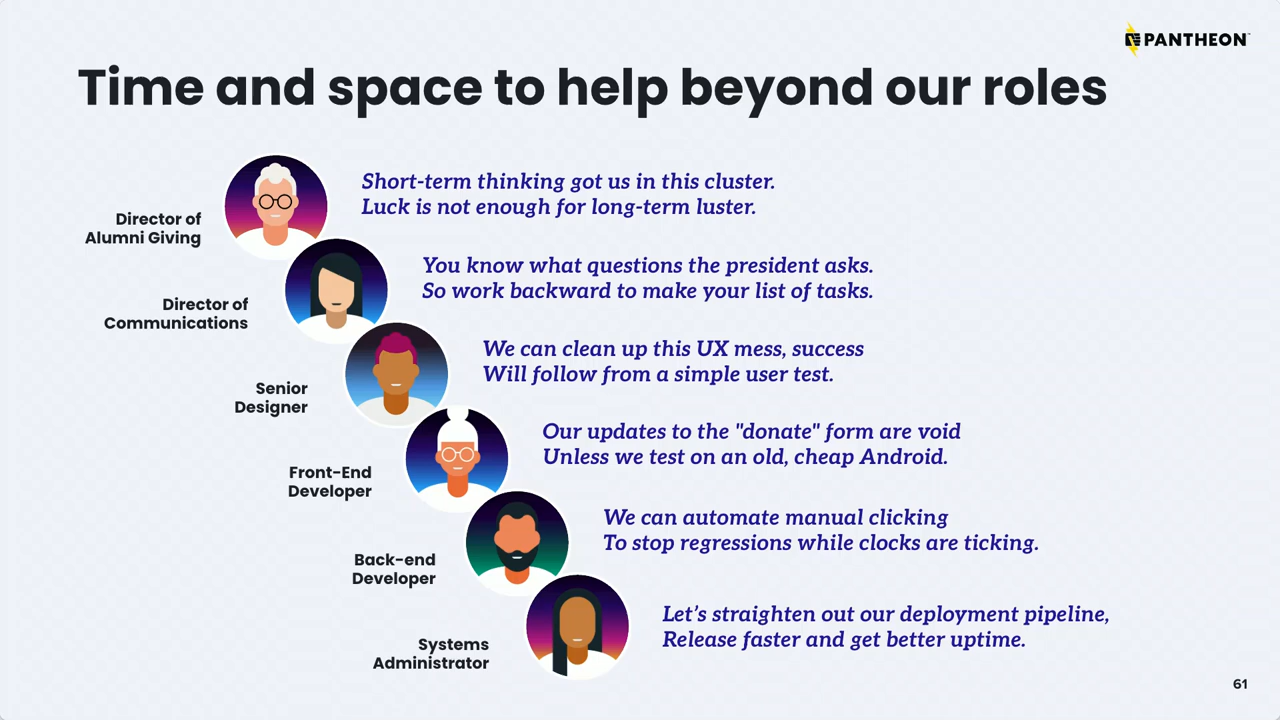 PANTHEON
Time and space to help beyond our roles
Director of
Alumni Giving
Short-term thinking got us in this cluster.
Luck is not enough for long-term luster.
Director of
Communications
You know what questions the president asks.
So work backward to make your list of tasks.
Senior
Designer
We can clean up this UX mess, success
Will follow from a simple user test.
Front-End
Developer
Our updates to the "donate" form are void
Unless we test on an old, cheap Android.
Back-end
Developer
We can automate manual clicking
To stop regressions while clocks are ticking.
Systems
Administrator
Let’s straighten out our deployment pipeline,
Release faster and get better uptime.
61